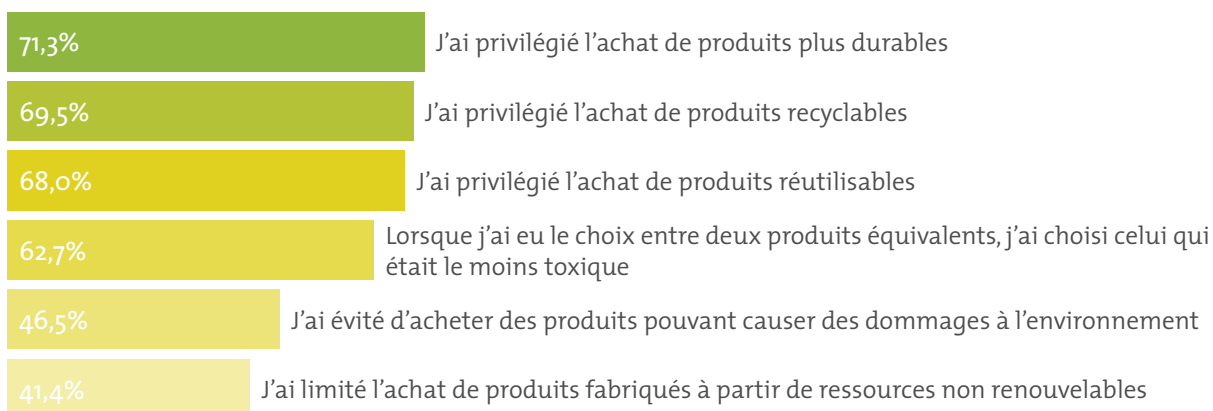 71,3% J'ai privilégié l'achat de produits plus durables
69,5% J'ai privilégié l'achat de produits recyclables
68,0% J'ai privilégié l'achat de produits réutilisables
62,7% Lorsque j'ai eu le choix entre deux produits équivalents, j'ai choisi celui qui
était le moins toxique
46,5% J'ai évité d'acheter des produits pouvant causer des dommages à l'environnement
41,4% J'ai limité l'achat de produits fabriqués à partir de ressources non renouvelables